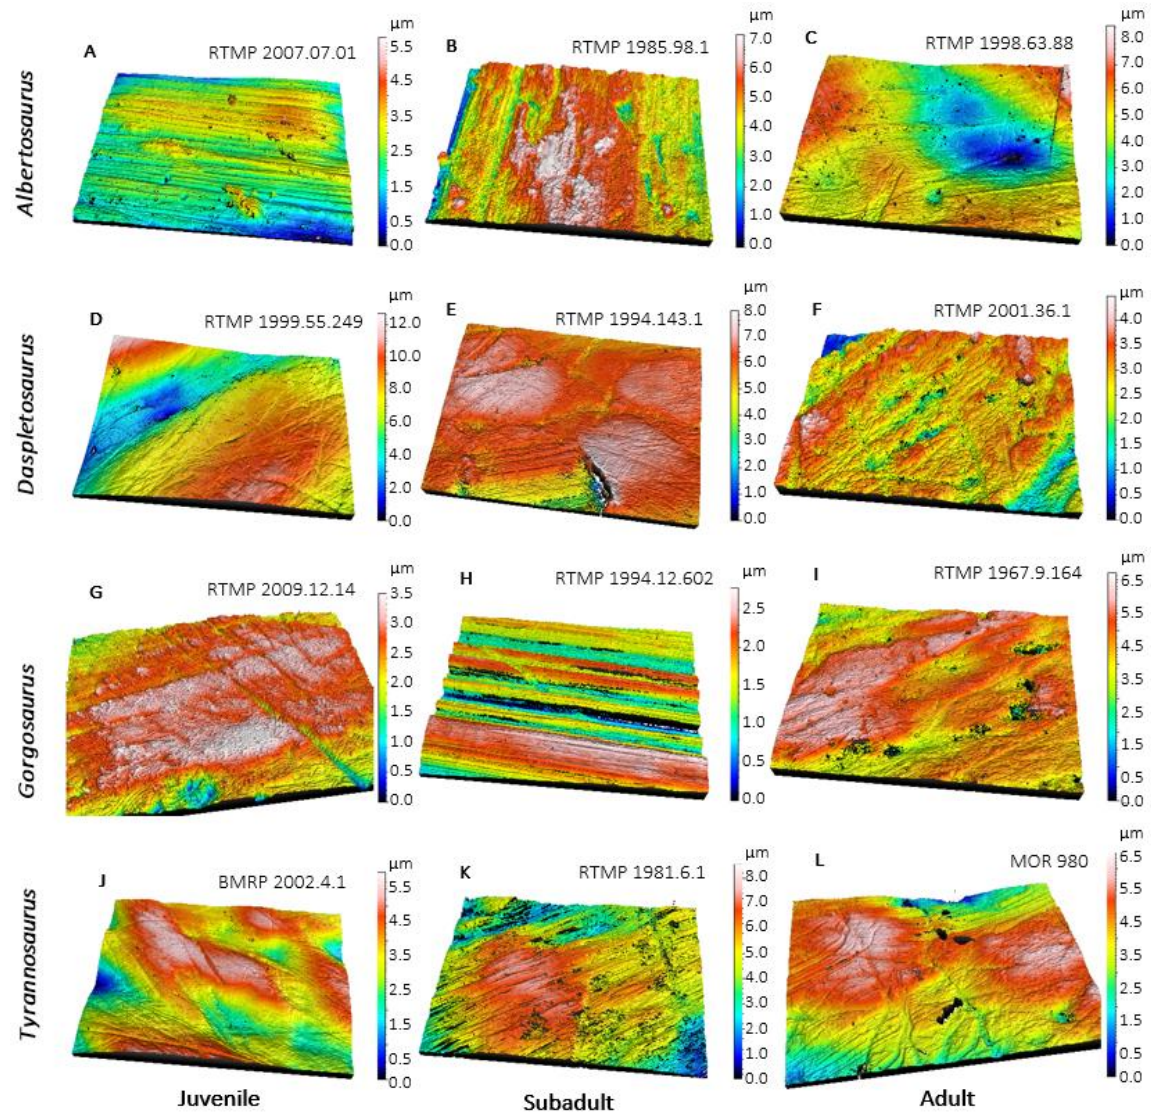 A
RTMP 2007.07.01
µm
5.5
4.5
3.5
2.5
1.5
0.5
0.0
B
RTMP 1985.98.1
µm
7.0
6.0
5.0
4.0
3.0
2.0
1.0
0.0
C
RTMP 1998.63.88
µm
8.0
7.0
6.0
5.0
4.0
3.0
2.0
1.0
0.0
Albertosaurus
D
RTMP 1999.55.249
µm
12.0
10.0
8.0
6.0
4.0
2.0
0.0
E
RTMP 1994.143.1
µm
8.0
7.0
6.0
5.0
4.0
3.0
2.0
1.0
0.0
F
RTMP 2001.36.1
µm
4.0
3.5
3.0
2.5
2.0
1.5
1.0
0.5
0.0
Daspletosaurus
G
RTMP 2009.12.14
µm
3.5
3.0
2.5
2.0
1.5
1.0
0.5
0.0
H
RTMP 1994.12.602
µm
2.5
2.0
1.5
1.0
0.5
0.0
I
RTMP 1967.9.164
µm
6.5
5.5
4.5
3.5
2.5
1.5
0.5
0.0
Gorgosaurus
J
BMRP 2002.4.1
µm
5.5
4.5
3.5
2.5
1.5
0.5
0.0
K
RTMP 1981.6.1
µm
8.0
7.0
6.0
5.0
4.0
3.0
2.0
1.0
0.0
L
MOR 980
µm
6.5
5.5
5.0
4.5
3.5
2.5
1.5
0.5
0.0
Tyrannosaurus
Juvenile
Subadult
Adult